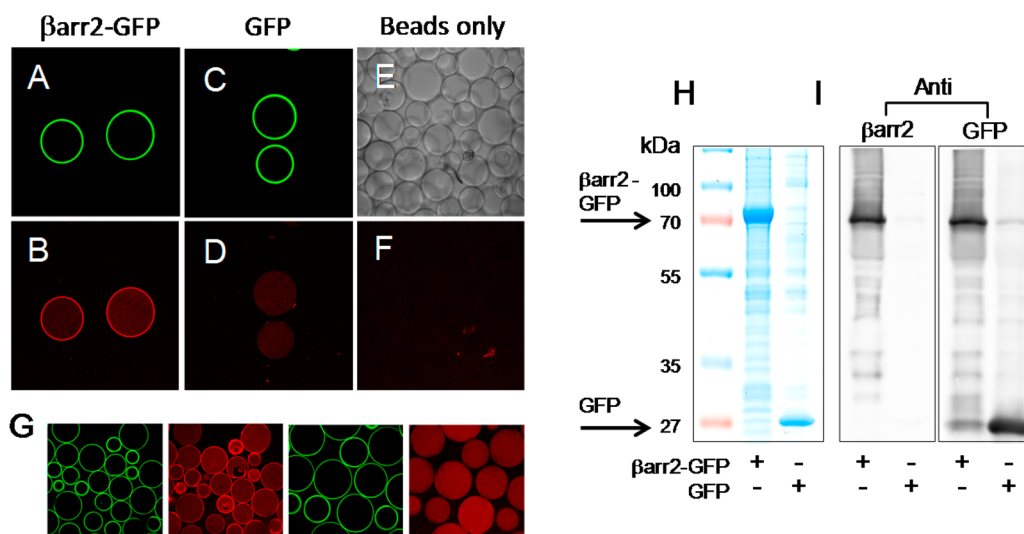 βarr2-GFP GFP Beads only
A C E
B D F
G
H I Anti
βarr2 GFP
kDa
βarr2-
GFP
100
70
55
35
GFP
27
βarr2-GFP + - + - + -
GFP - + - + - +